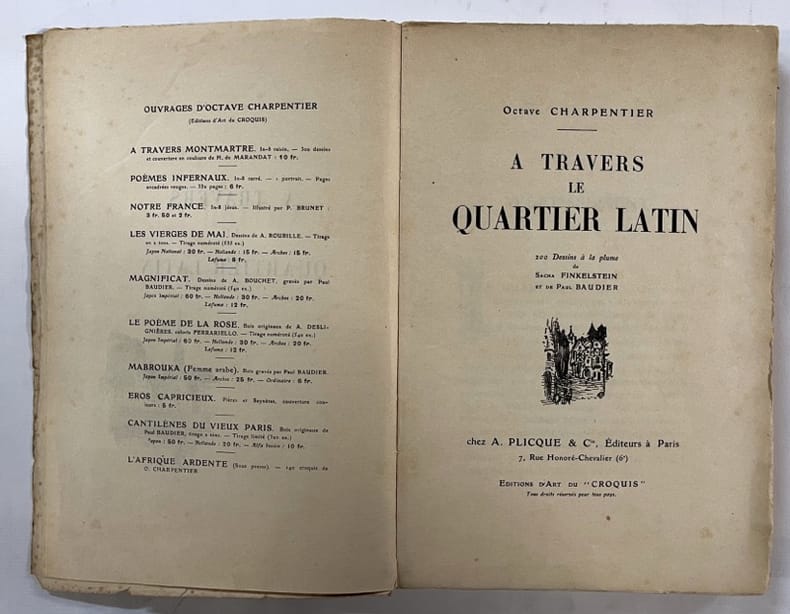 OUVRAGES D'OCTAVE CHARPENTIER
(Editions d'Art du CROQUIS)
A TRAVERS MONTMARTRE. In-8 raisin. — 300 dessins
et couverture en couleurs de H. de MARANDAT : 10 fr.
POÈMES INFERNAUX. In-8 carré. — 1 portrait. — Pages
encadrées rouges. — 332 pages : 6 fr.
NOTRE FRANCE. In-8 jésus. — Illustré par P. BRUNET :
3 fr. 50 et 2 fr.
LES VIERGES DE MAI. Dessins de A. ROUBILLE. — Tirage
en 2 tons. — Tirage numéroté
Japon National : 30 fr. — Hollande : 15 fr. — Arches : 15 fr.
Lafuma : 8 fr.
MAGNIFICAT. Dessins de A. BOUCHET, gravés par Paul
BAUDIER. — Tirage numéroté (540 ex.)
Japon Impérial : 60 fr. — Hollande : 30 fr. — Arches : 20 fr.
Lafuma : 12 fr.
LE POÈME DE LA ROSE. Bois originaux de A. DESLI-
GNIÈRES, coloris FERRARIELLO. — Tirage numéroté (540 ex.)
Japon Impérial : 60 fr. — Hollande : 30 fr. — Arches : 20 fr.
Lafuma : 12 fr.
MABROUKA (Femme arabe). Bois gravés par Paul BAUDIER.
Japon Impérial : 50 fr. — Arches : 25 fr. — Ordinaire : 6 fr.
EROS CAPRICIEUX. Pièces et Saynètes, couverture cou-
leurs : 5 fr.
CANTILÈNES DU VIEUX PARIS. Bois originaux de
Paul BAUDIER, tirage 2 tons. — Tirage limité
Japon : 50 fr. — Hollande : 20 fr. — Alfa Navarre : 10 fr.
L'AFRIQUE ARDENTE (Sous presse). — 140 croquis de
O. CHARPENTIER
Octave CHARPENTIER
A TRAVERS
LE
QUARTIER LATIN
200 Dessins à la plume
de
SACHA FINKELSTEIN
ET DE PAUL BAUDIER
chez A. PLICQUE & Cie, Éditeurs à Paris
7, Rue Honoré-Chevalier (6e)
EDITIONS D'ART DU "CROQUIS"
Tous droits réservés pour tous pays.